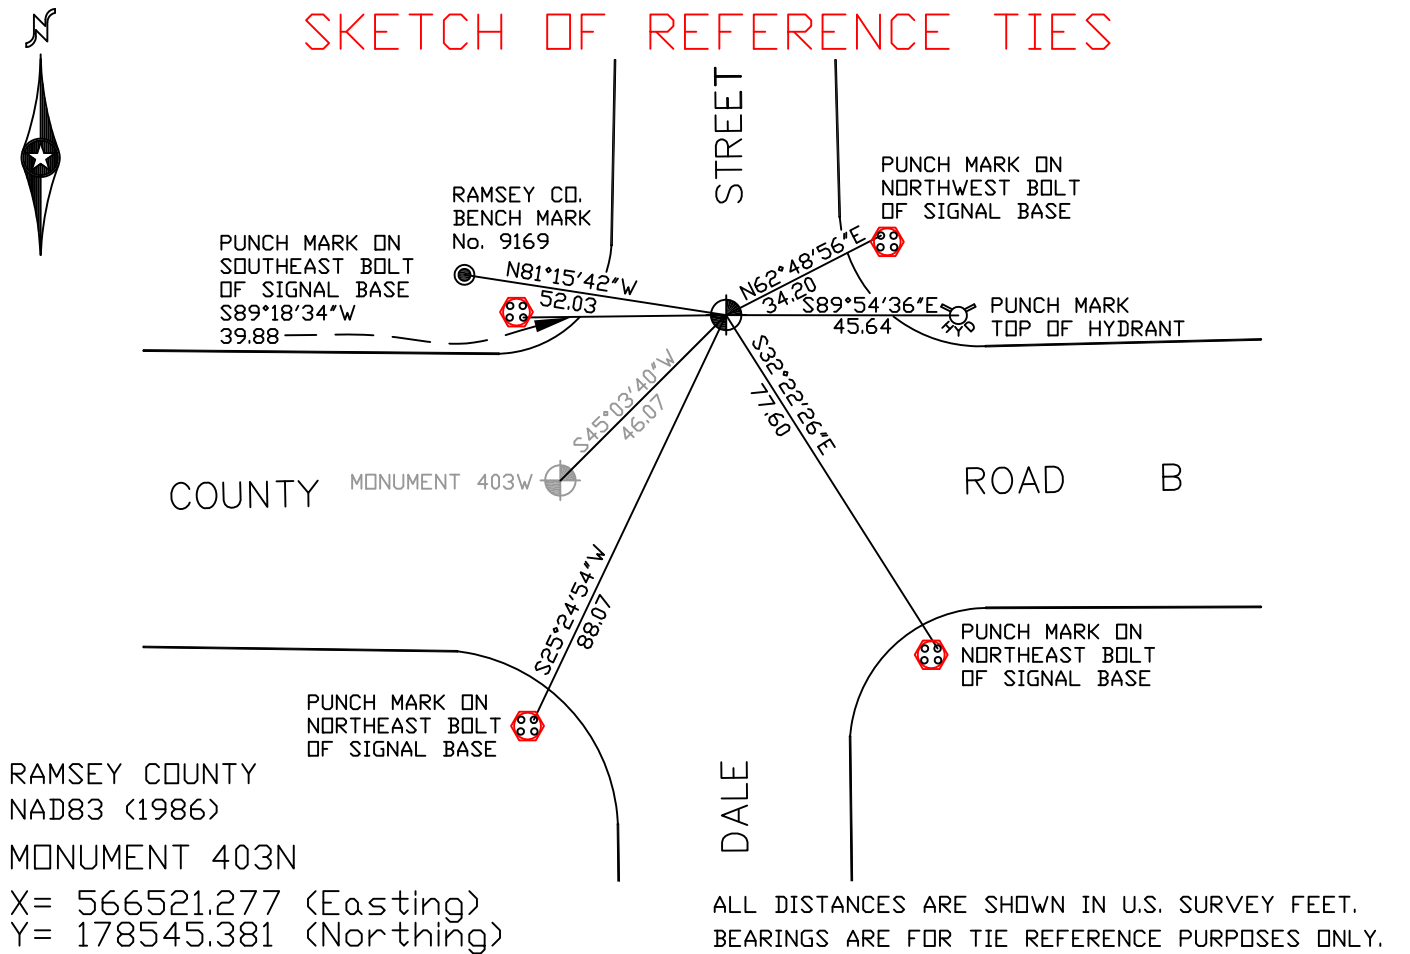 N
SKETCH OF REFERENCE TIES
STREET
PUNCH MARK ON
NORTHWEST BOLT
OF SIGNAL BASE
RAMSEY CO.
BENCH MARK
No. 9169
PUNCH MARK ON
SOUTHEAST BOLT
OF SIGNAL BASE
S89°18'34"W
39.88
N81°15'42"W
52.03
N62°48'56"E
34.20
S89°54'36"E
45.64
HYD
PUNCH MARK
TOP OF HYDRANT
S45°03'40"W
46.07
S32°22'26"E
77.60
MONUMENT 403W
COUNTY
ROAD B
S25°24'54"W
88.07
PUNCH MARK ON
NORTHEAST BOLT
OF SIGNAL BASE
PUNCH MARK ON
NORTHEAST BOLT
OF SIGNAL BASE
DALE
RAMSEY COUNTY
NAD83 (1986)
MONUMENT 403N
X= 566521.277 (Easting)
Y= 178545.381 (Northing)
ALL DISTANCES ARE SHOWN IN U.S. SURVEY FEET.
BEARINGS ARE FOR TIE REFERENCE PURPOSES ONLY.